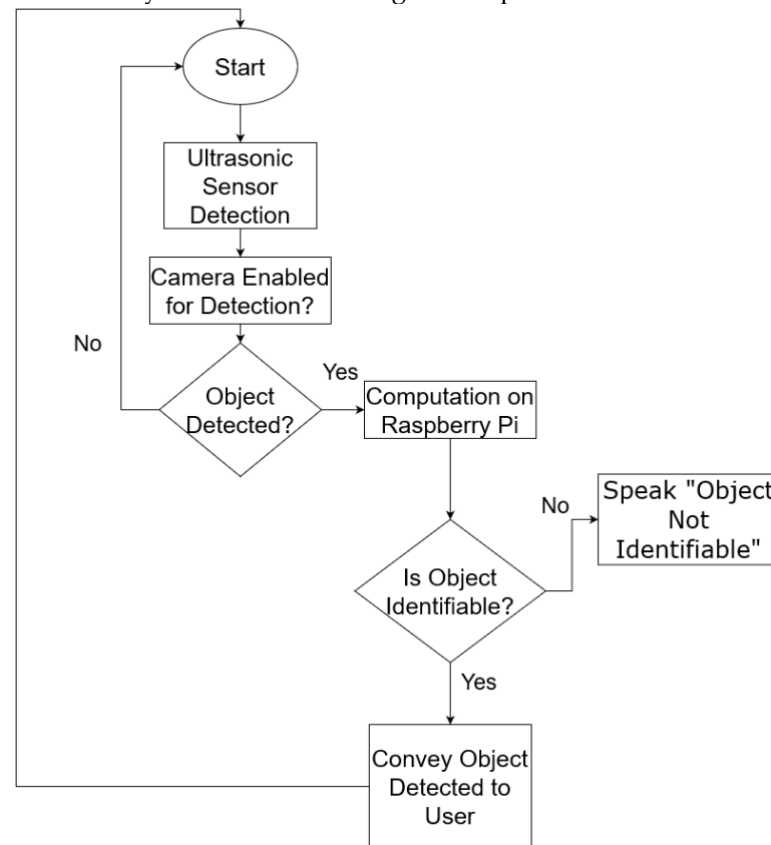 Start
Ultrasonic
Sensor
Detection
Camera Enabled
for Detection?
No
Object
Detected?
Yes
Computation on
Raspberry Pi
Is Object
Identifiable?
No
Speak "Object
Not
Identifiable"
Yes
Convey Object
Detected to
User